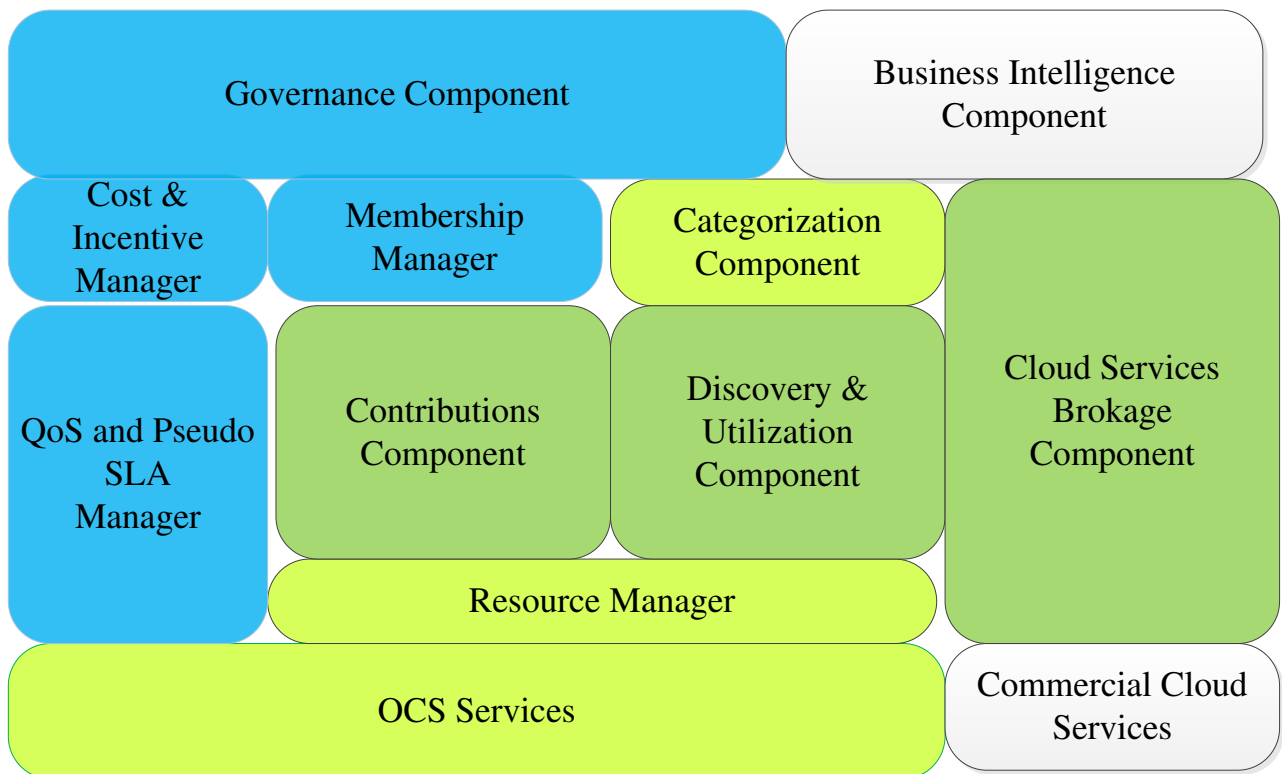 Governance Component
Business Intelligence
Component
Cost &
Incentive
Manager
Membership
Manager
Categorization
Component
QoS and Pseudo
SLA
Manager
Contributions
Component
Discovery &
Utilization
Component
Cloud Services
Brokage
Component
Resource Manager
OCS Services
Commercial Cloud
Services